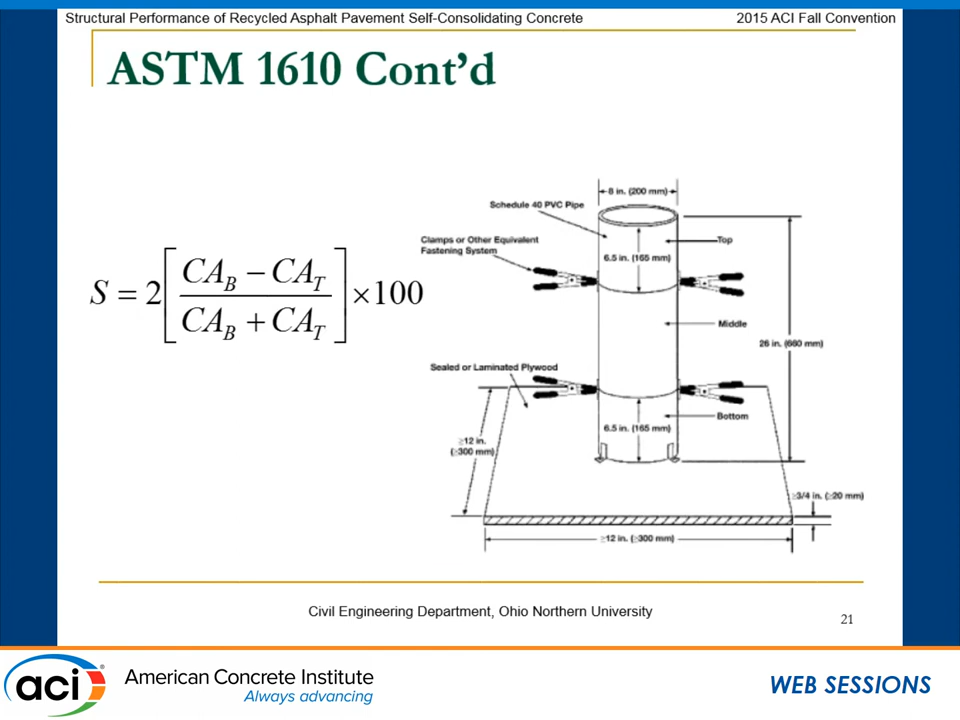 Structural Performance of Recycled Asphalt Pavement Self-Consolidating Concrete
2015 ACI Fall Convention
ASTM 1610 Cont’d
S = 2[(CA_B − CA_T)/(CA_B + CA_T)] ×100
8 in. (200 mm)
Schedule 40 PVC Pipe
Clamps or Other Equivalent
Fastening System
Top
6.5 in. (165 mm)
Middle
26 in. (660 mm)
Sealed or Laminated Plywood
Bottom
6.5 in. (165 mm)
≥12 in.
(≥300 mm)
≥3/4 in. (≥20 mm)
≥12 in. (≥300 mm)
Civil Engineering Department, Ohio Northern University
21
aci
®
American Concrete Institute
Always advancing
WEB SESSIONS